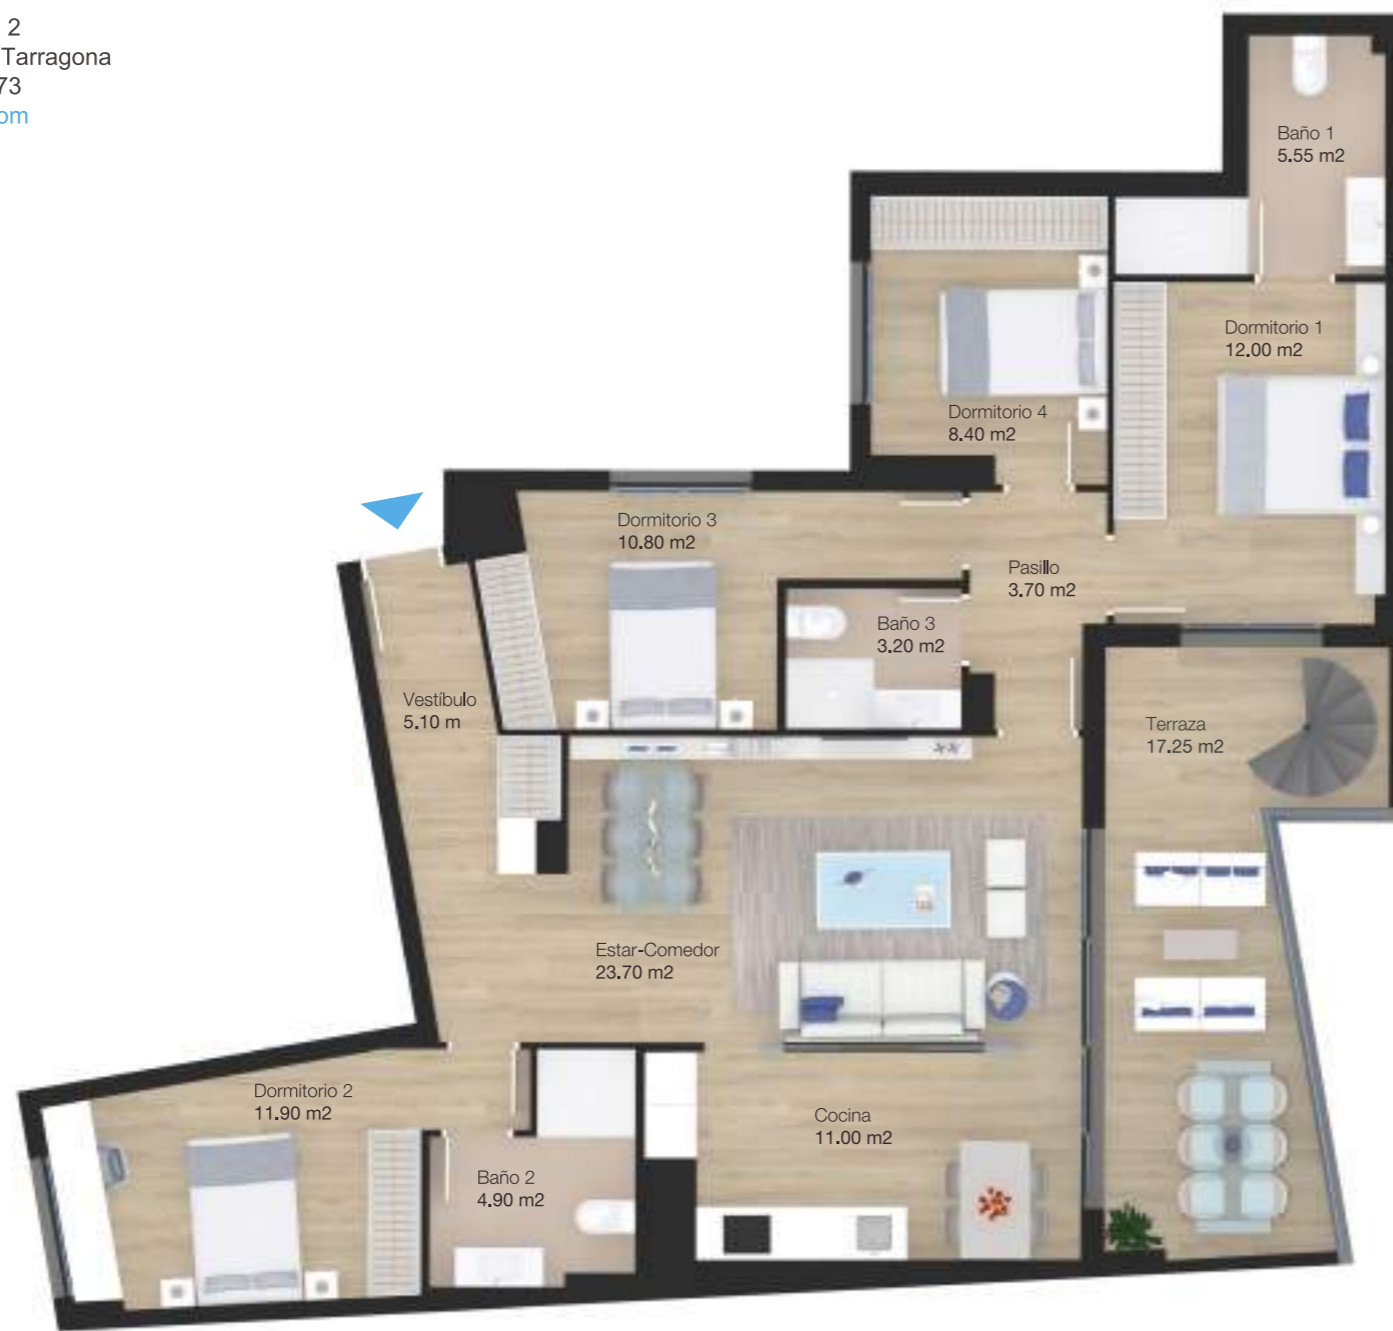 2
Tarragona
73
om
Baño 1
5.55 m2
Dormitorio 1
12.00 m2
Dormitorio 4
8.40 m2
Dormitorio 3
10.80 m2
Pasillo
3.70 m2
Baño 3
3.20 m2
Vestíbulo
5.10 m
Terraza
17.25 m2
Estar-Comedor
23.70 m2
Dormitorio 2
11.90 m2
Cocina
11.00 m2
Baño 2
4.90 m2